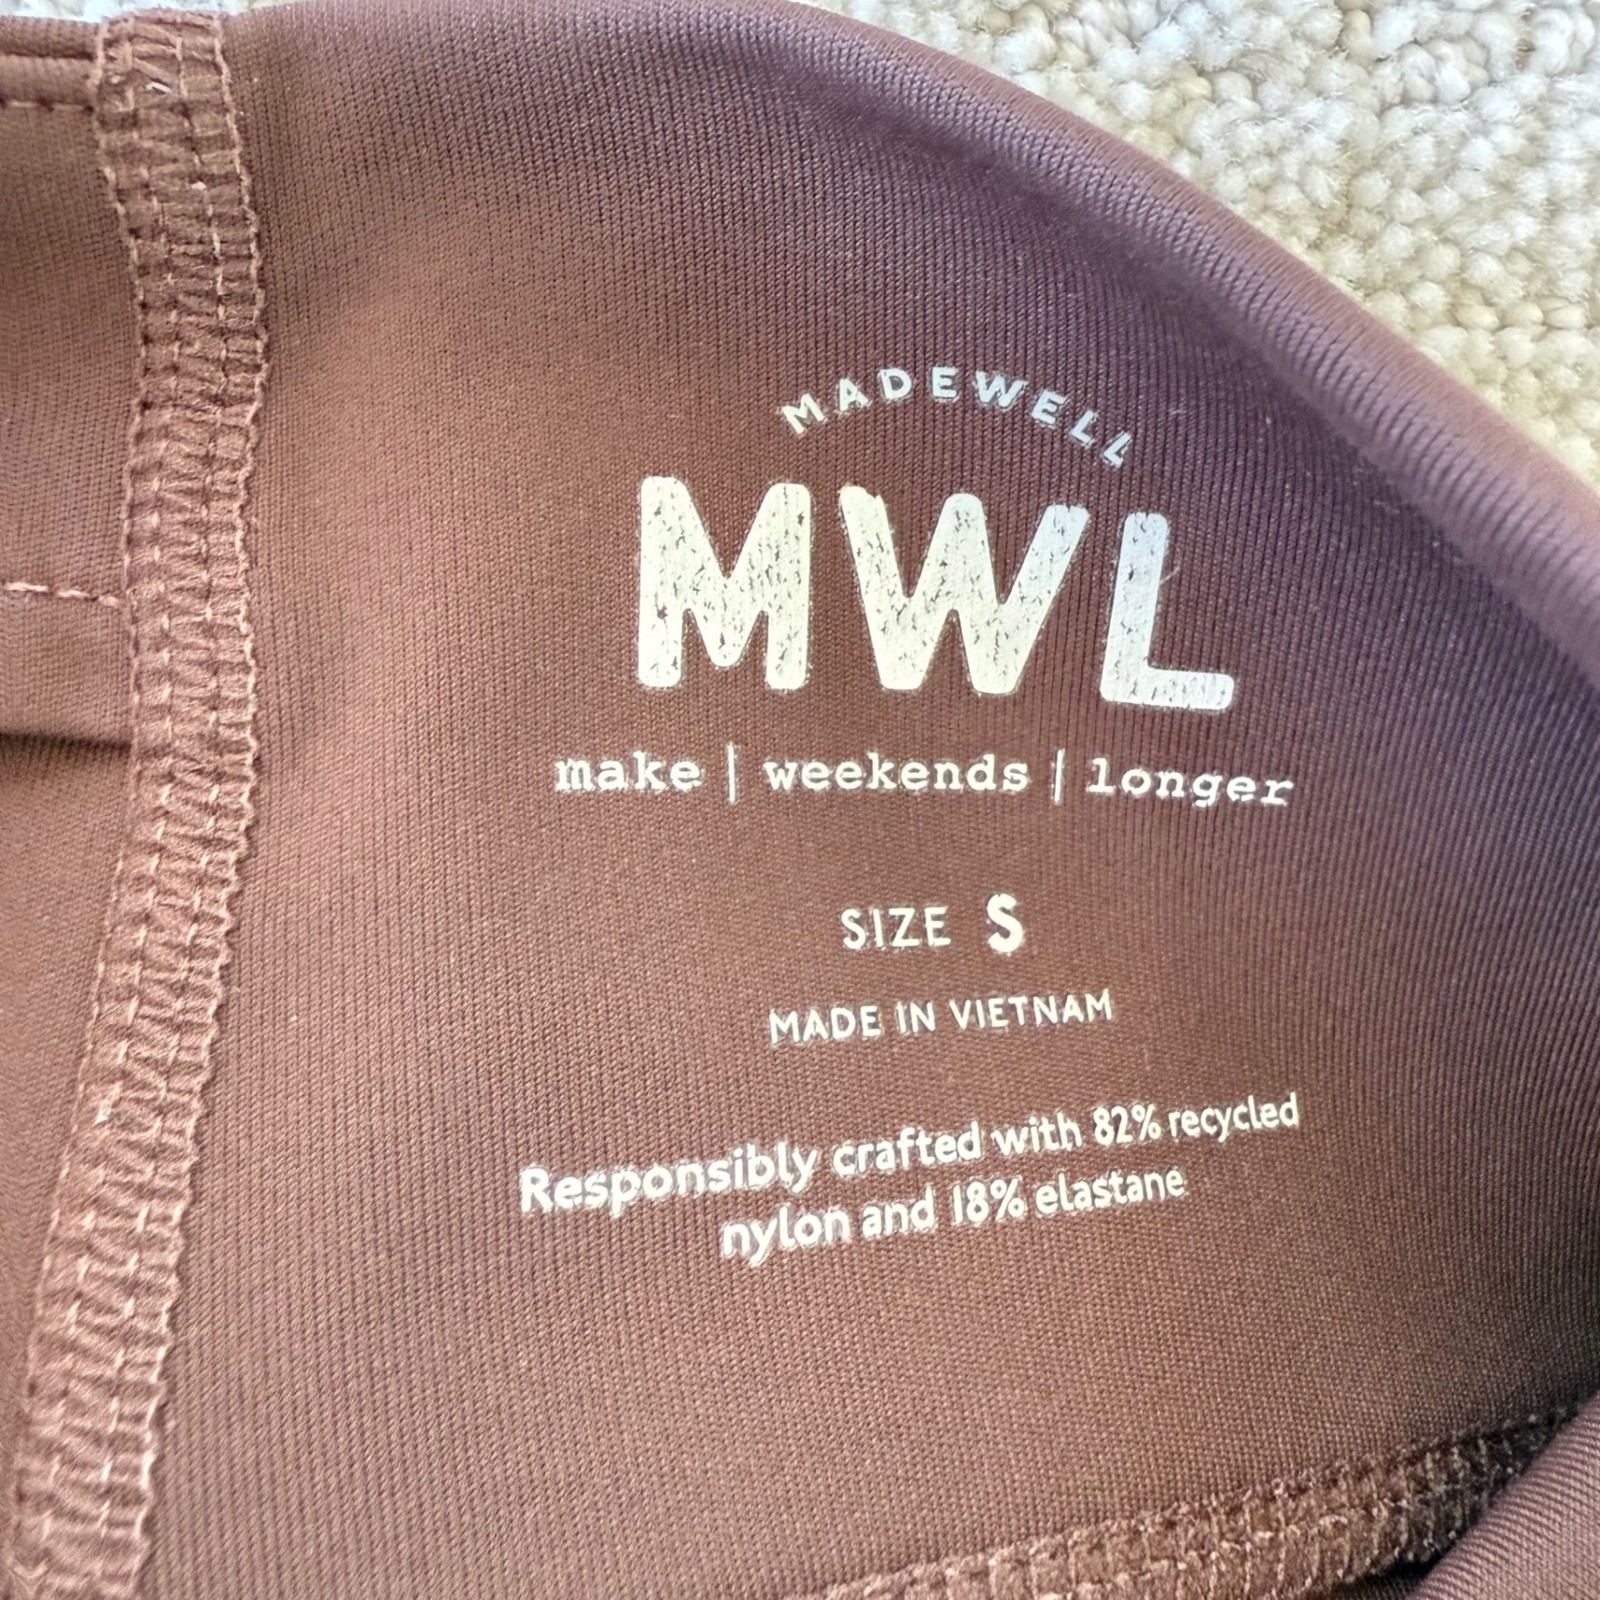 MADEWELL
MWL
make | weekends | longer
SIZE S
MADE IN VIETNAM
Responsibly crafted with 82% recycled
nylon and 18% elastane